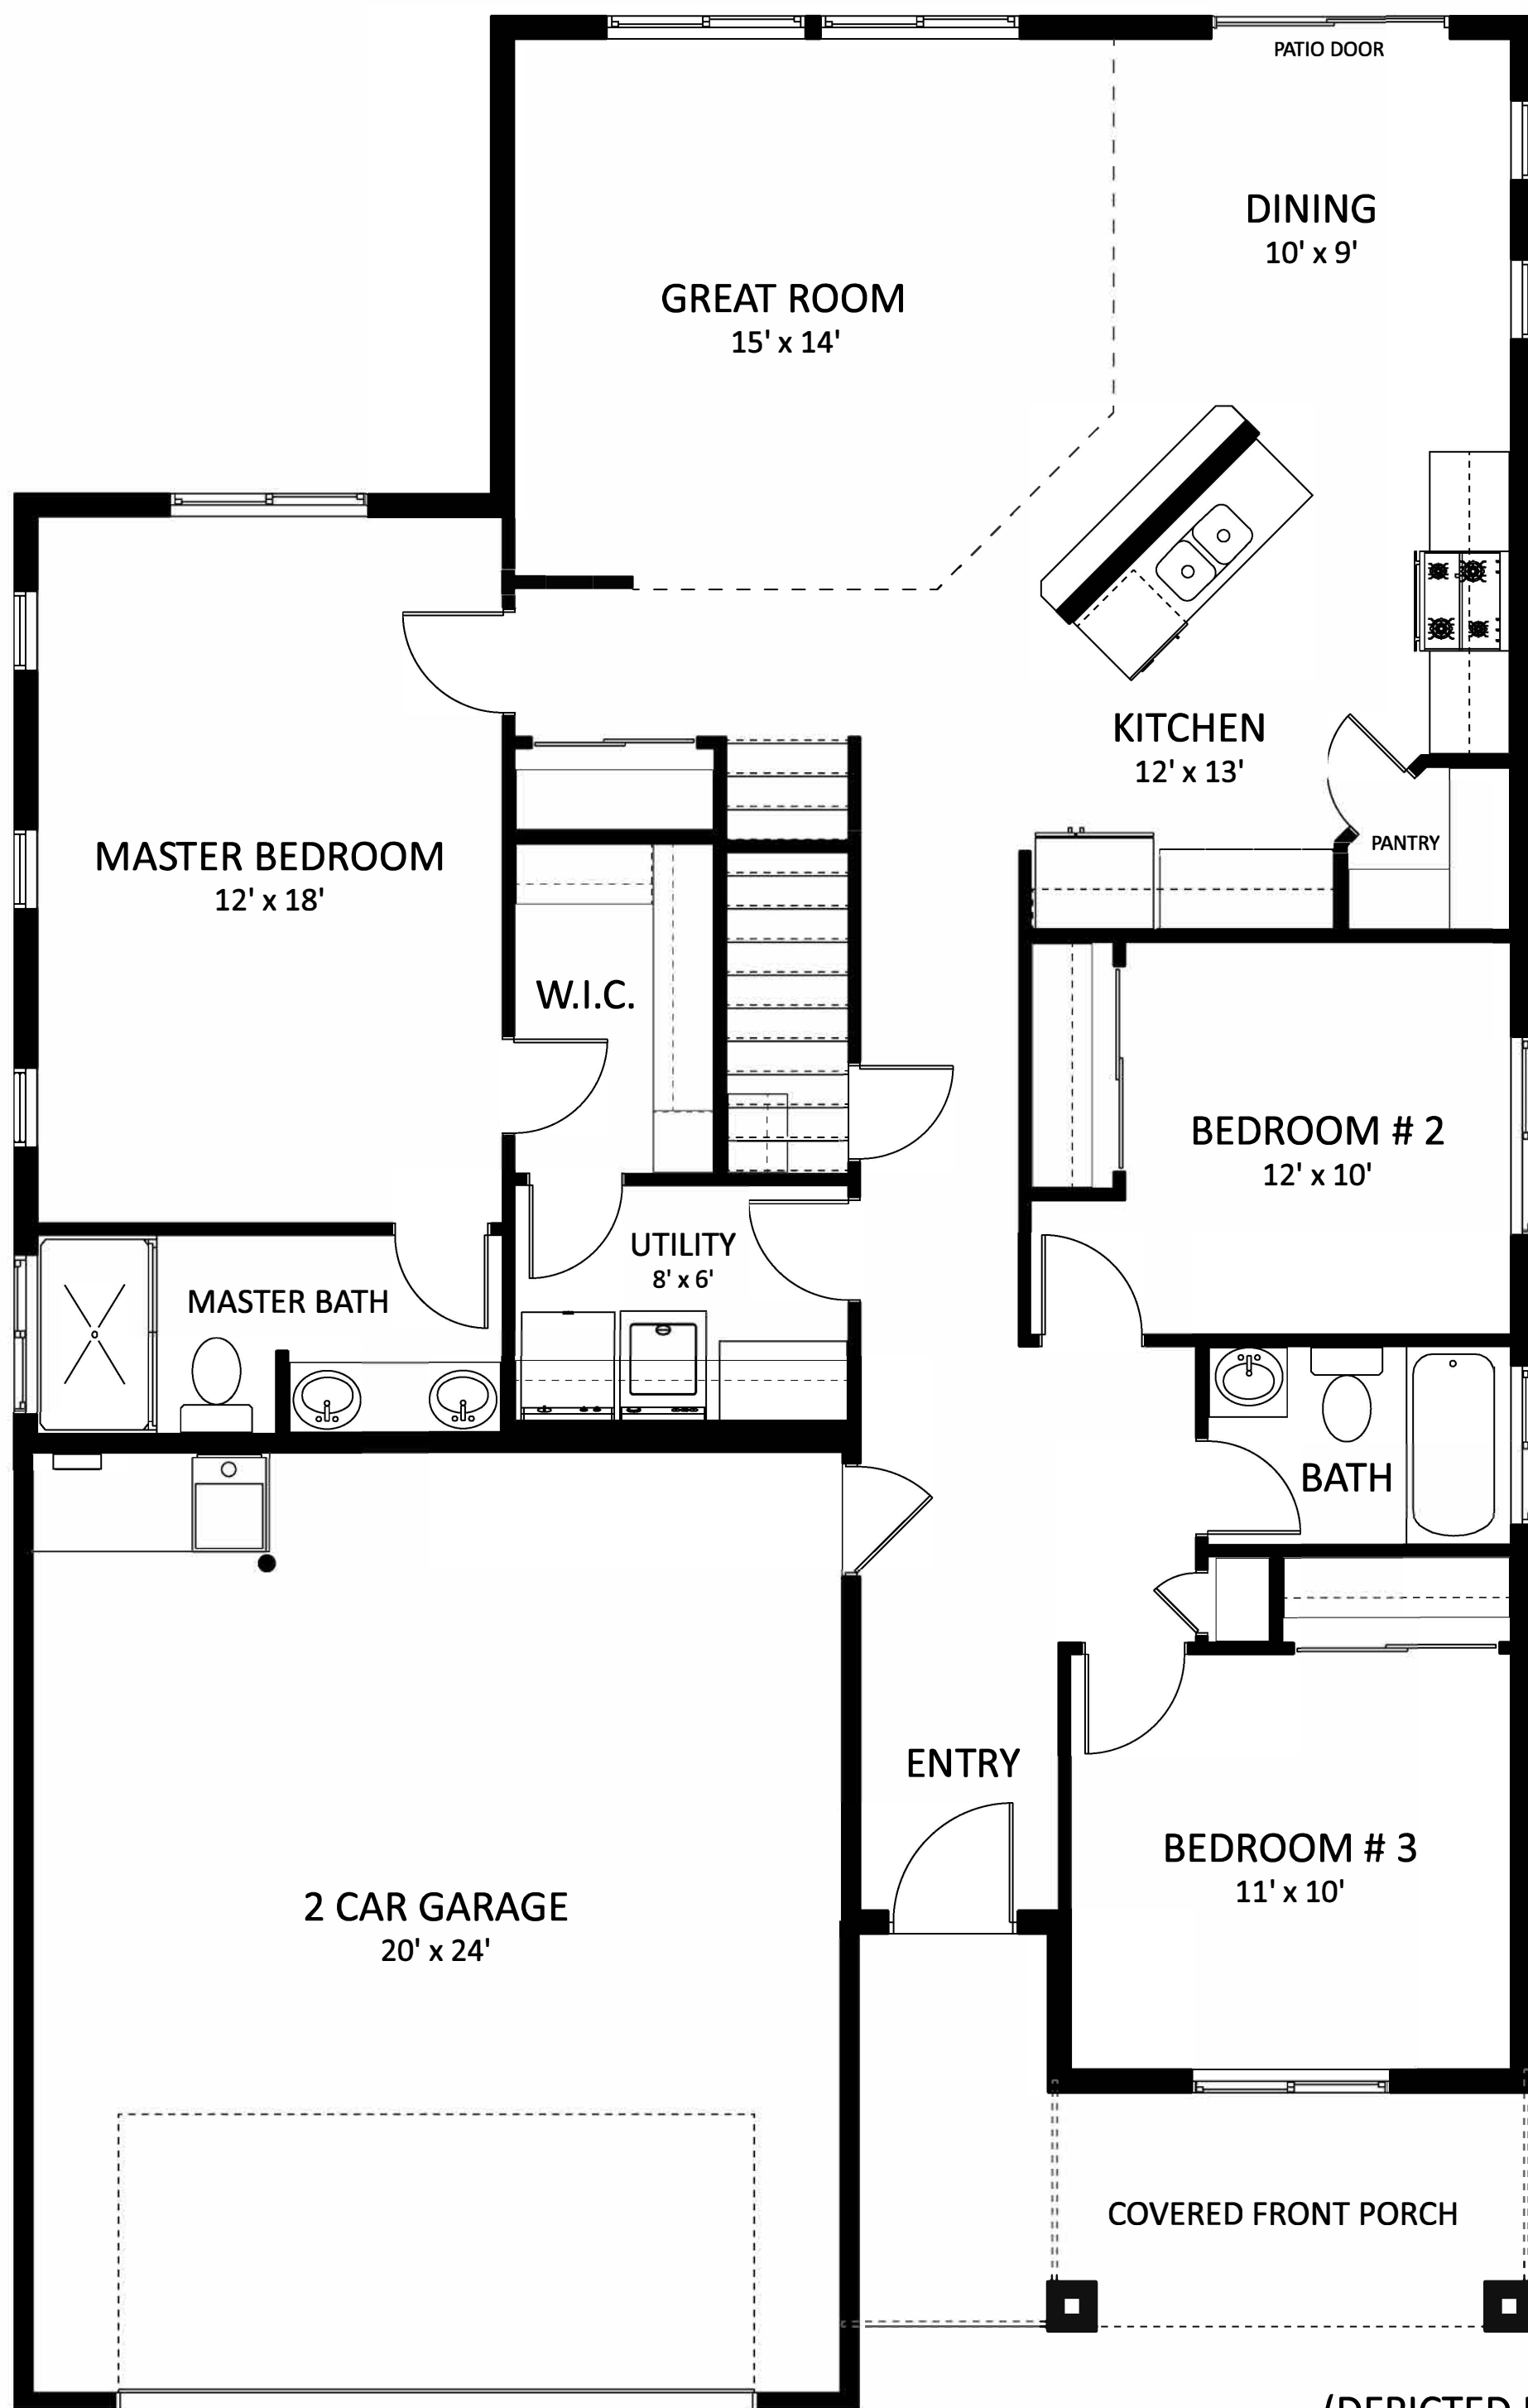 PATIO DOOR
DINING
10' x 9'
GREAT ROOM
15' x 14'
KITCHEN
12' x 13'
PANTRY
MASTER BEDROOM
12' x 18'
W.I.C.
BEDROOM # 2
12' x 10'
UTILITY
8' x 6'
MASTER BATH
BATH
ENTRY
BEDROOM # 3
11' x 10'
2 CAR GARAGE
20' x 24'
COVERED FRONT PORCH
(DEPICTED